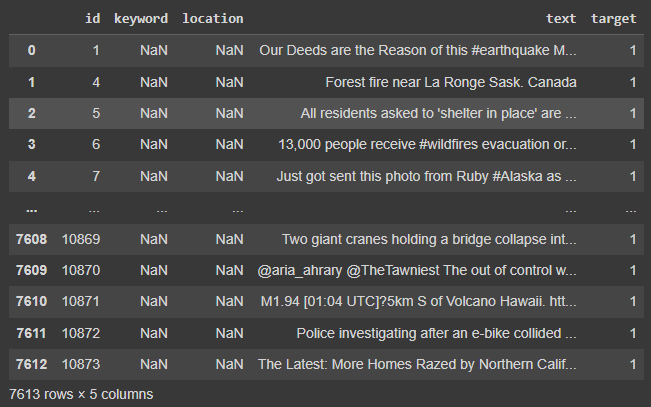 id keyword location text target
0 1 NaN NaN Our Deeds are the Reason of this #earthquake M... 1
1 4 NaN NaN Forest fire near La Ronge Sask. Canada 1
2 5 NaN NaN All residents asked to 'shelter in place' are ... 1
3 6 NaN NaN 13,000 people receive #wildfires evacuation or... 1
4 7 NaN NaN Just got sent this photo from Ruby #Alaska as ... 1
... ... ... ... ... ...
7608 10869 NaN NaN Two giant cranes holding a bridge collapse int... 1
7609 10870 NaN NaN @aria_ahrary @TheTawniest The out of control w... 1
7610 10871 NaN NaN M1.94 [01:04 UTC]?5km S of Volcano Hawaii. htt... 1
7611 10872 NaN NaN Police investigating after an e-bike collided ... 1
7612 10873 NaN NaN The Latest: More Homes Razed by Northern Calif... 1
7613 rows × 5 columns